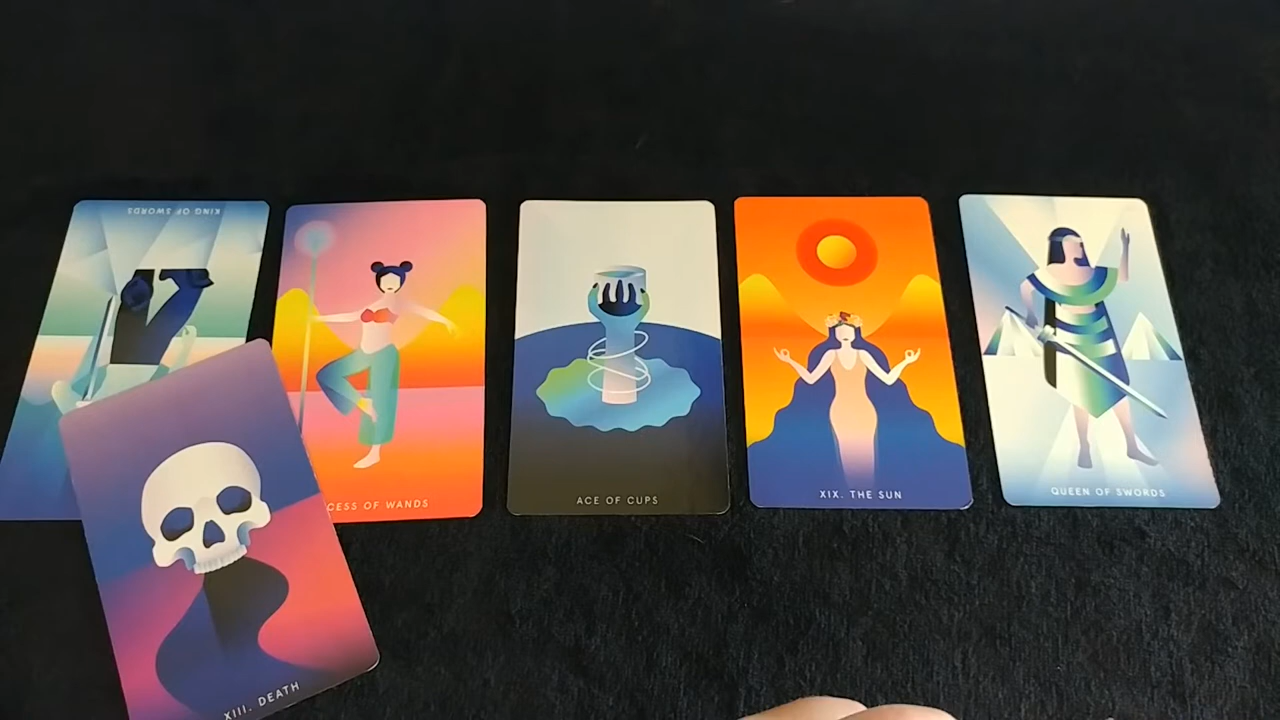 KING OF SWORDS
CESS OF WANDS
ACE OF CUPS
XIX. THE SUN
QUEEN OF SWORDS
XIII. DEATH